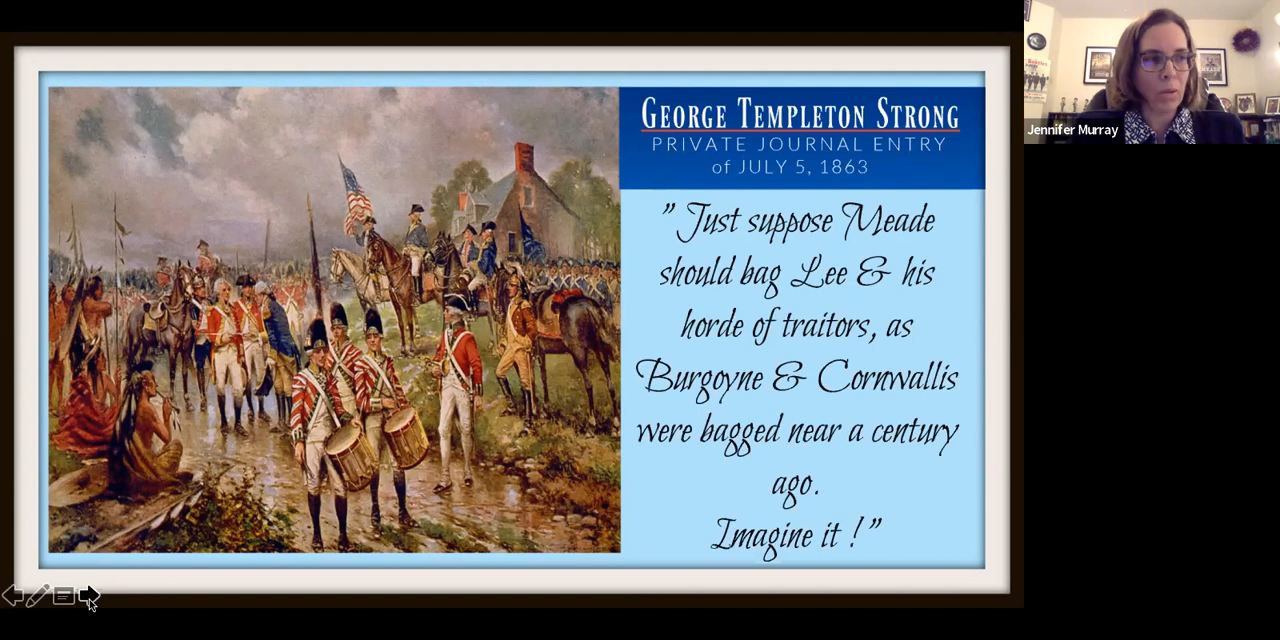 GEORGE TEMPLETON STRONG
PRIVATE JOURNAL ENTRY
of JULY 5, 1863
"Just suppose Meade
should bag Lee & his
horde of traitors, as
Burgoyne & Cornwallis
were bagged near a century
ago.
Imagine it !"
Jennifer Murray